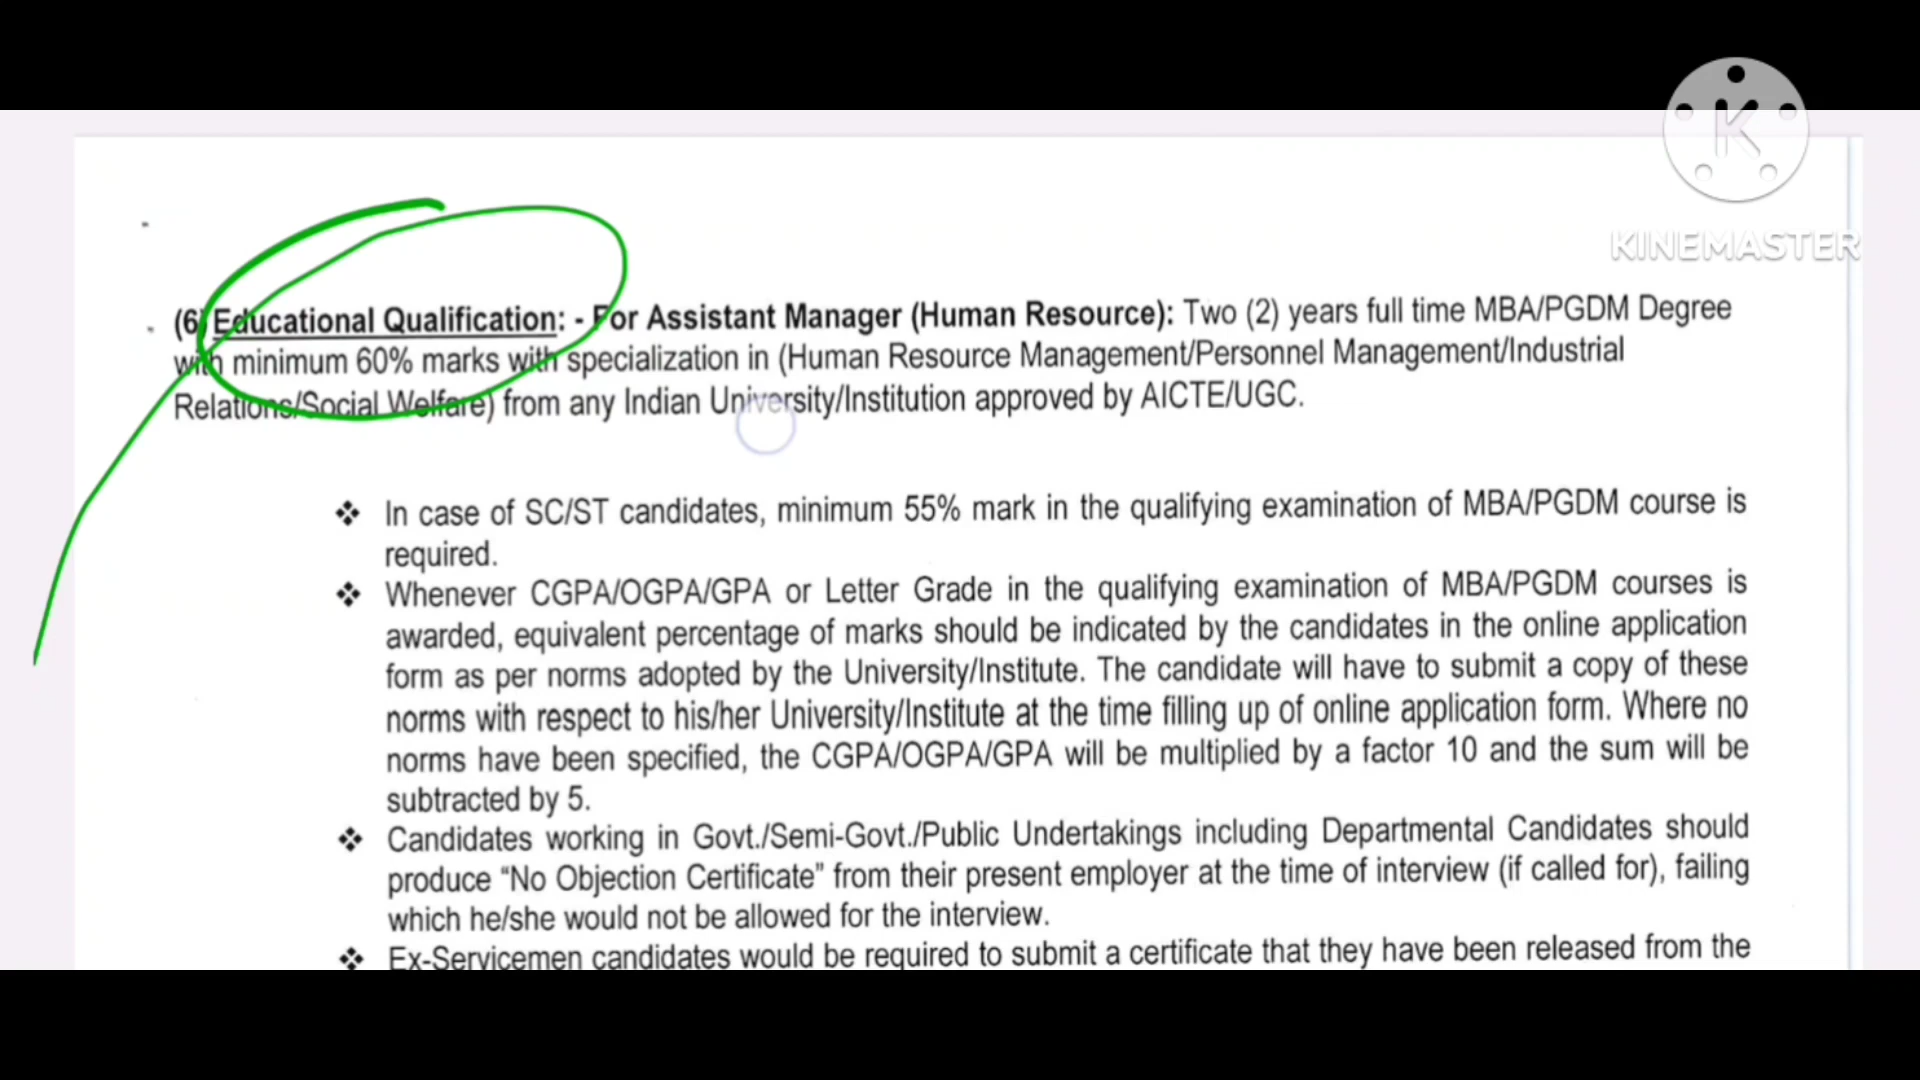 K
KINEMASTER
(6) Educational Qualification: - For Assistant Manager (Human Resource): Two (2) years full time MBA/PGDM Degree
with minimum 60% marks with specialization in (Human Resource Management/Personnel Management/Industrial
Relations/Social Welfare) from any Indian University/Institution approved by AICTE/UGC.
❖ In case of SC/ST candidates, minimum 55% mark in the qualifying examination of MBA/PGDM course is
required.
❖ Whenever CGPA/OGPA/GPA or Letter Grade in the qualifying examination of MBA/PGDM courses is
awarded, equivalent percentage of marks should be indicated by the candidates in the online application
form as per norms adopted by the University/Institute. The candidate will have to submit a copy of these
norms with respect to his/her University/Institute at the time filling up of online application form. Where no
norms have been specified, the CGPA/OGPA/GPA will be multiplied by a factor 10 and the sum will be
subtracted by 5.
❖ Candidates working in Govt./Semi-Govt./Public Undertakings including Departmental Candidates should
produce “No Objection Certificate” from their present employer at the time of interview (if called for), failing
which he/she would not be allowed for the interview.
❖ Ex-Servicemen candidates would be required to submit a certificate that they have been released from the